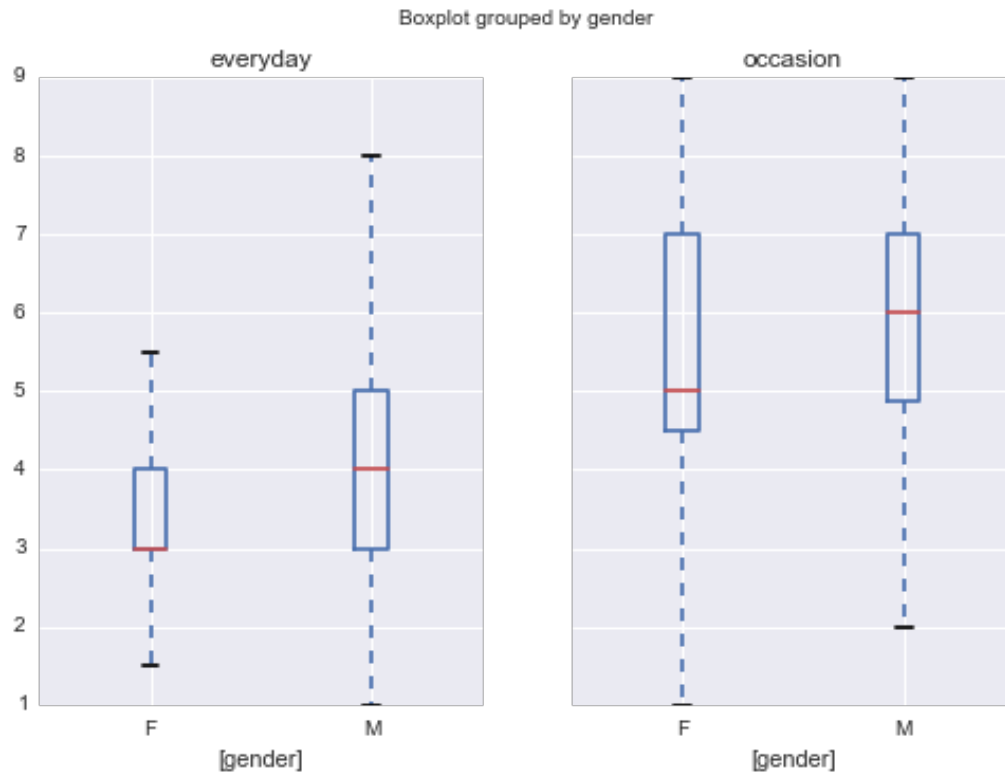 Boxplot grouped by gender
everyday
occasion
9
8
7
6
5
4
3
2
1
F
M
F
M
[gender]
[gender]